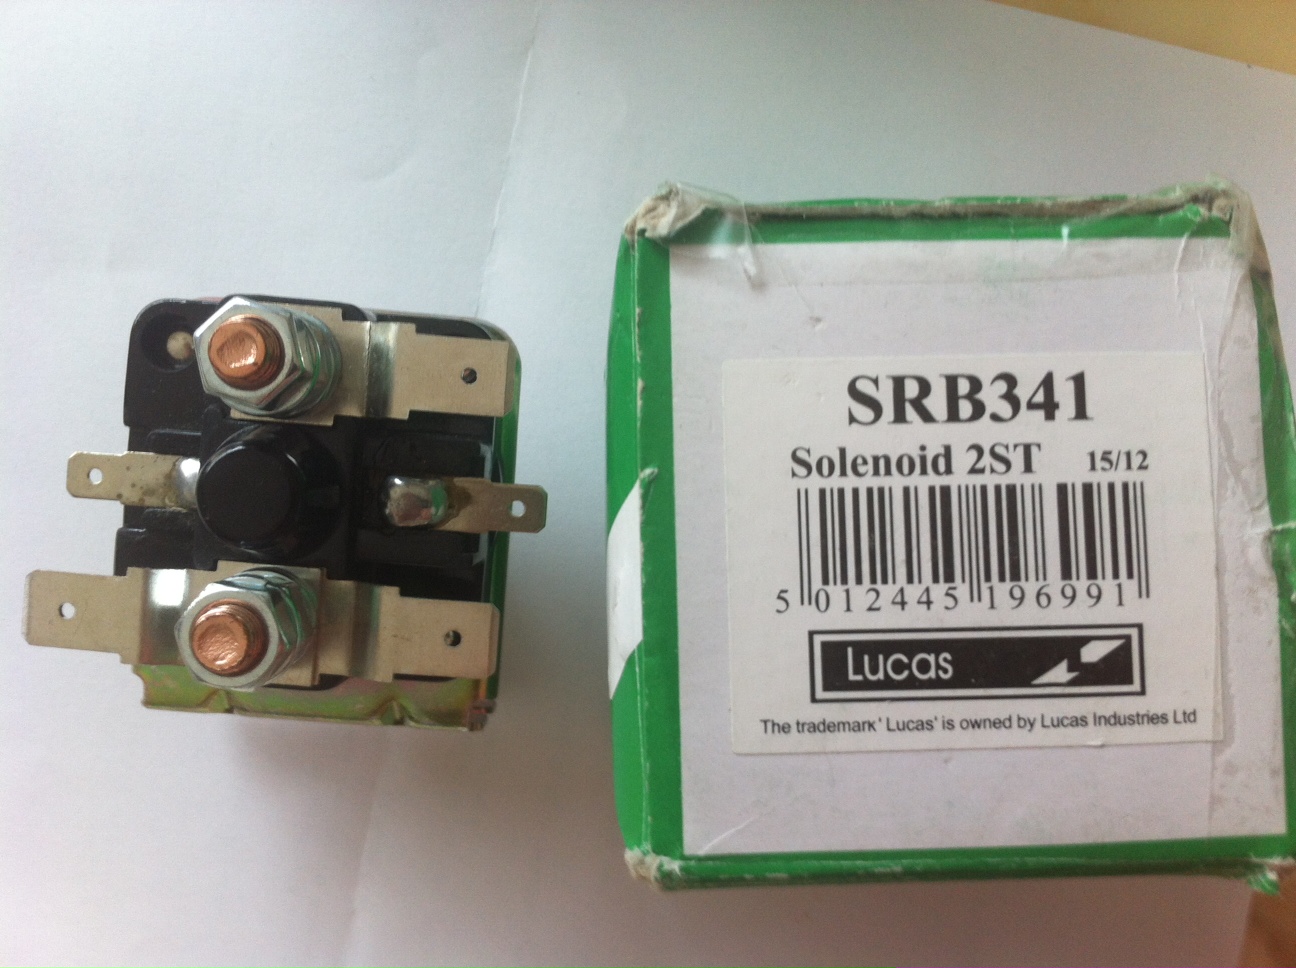 SRB341
Solenoid 2ST 15/12
5 012445 196991
Lucas
The trademark 'Lucas' is owned by Lucas Industries Ltd